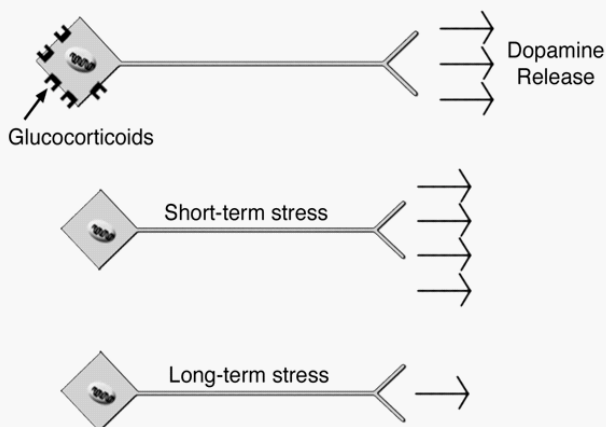 Dopamine
Release
Glucocorticoids
Short-term stress
Long-term stress